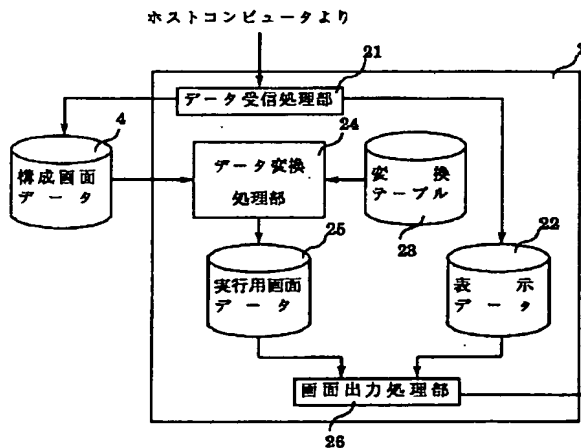 ホストコンピュータより
21
データ受信処理部
4
構成画面
データ
24
データ変換
処理部
変換
テーブル
23
25
実行用画面
データ
22
表示
データ
画面出力処理部
26